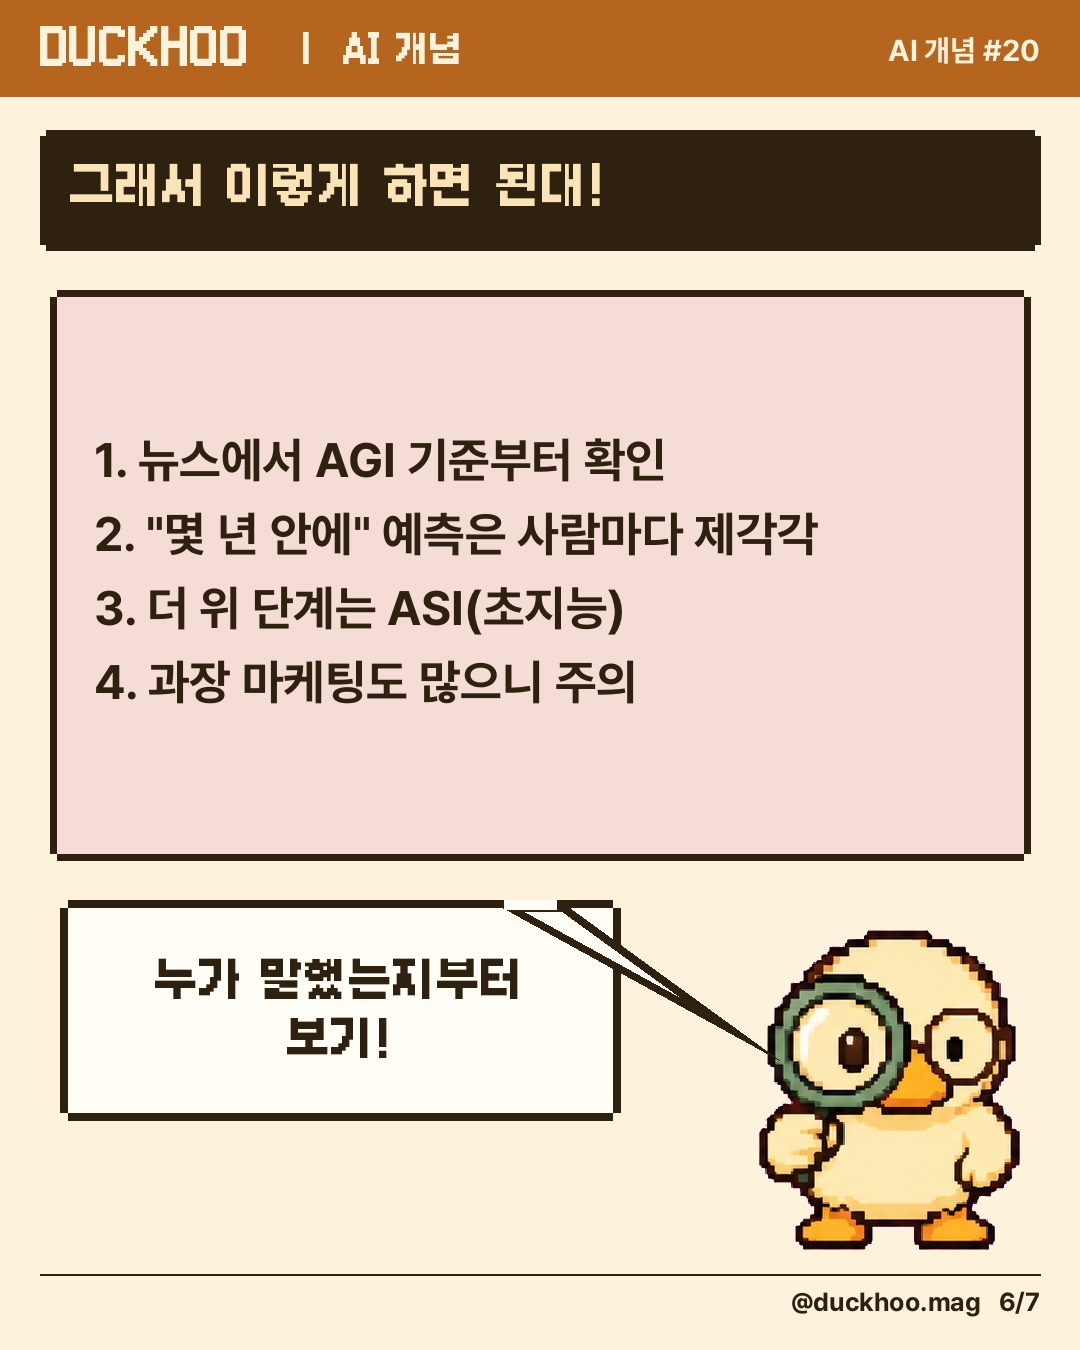 DUCKHOO | AI 개념
AI 개념 #20
그래서 이렇게 하면 된대!
1. 뉴스에서 AGI 기준부터 확인
2. "몇 년 안에" 예측은 사람마다 제각각
3. 더 위 단계는 ASI(초지능)
4. 과장 마케팅도 많으니 주의
누가 말했는지부터
보기!
@duckhoo.mag 6/7